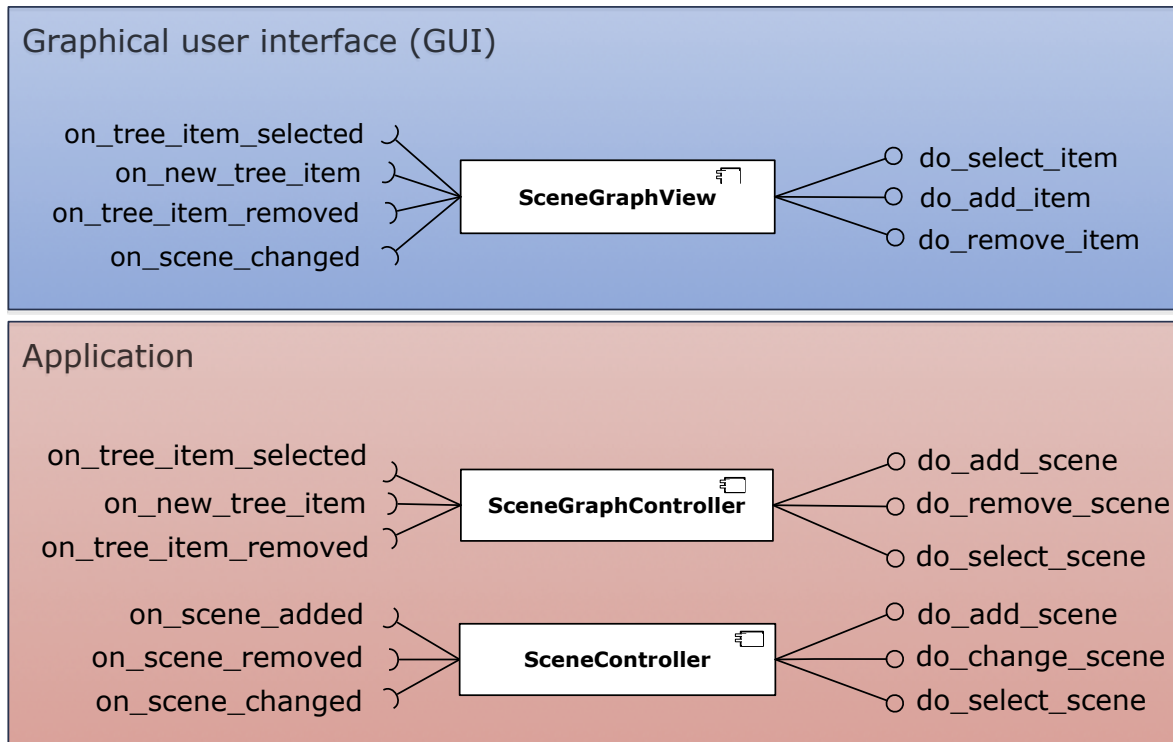 Graphical user interface (GUI)
on_tree_item_selected
on_new_tree_item
on_tree_item_removed
on_scene_changed
SceneGraphView
do_select_item
do_add_item
do_remove_item
Application
on_tree_item_selected
on_new_tree_item
on_tree_item_removed
SceneGraphController
do_add_scene
do_remove_scene
do_select_scene
on_scene_added
on_scene_removed
on_scene_changed
SceneController
do_add_scene
do_change_scene
do_select_scene